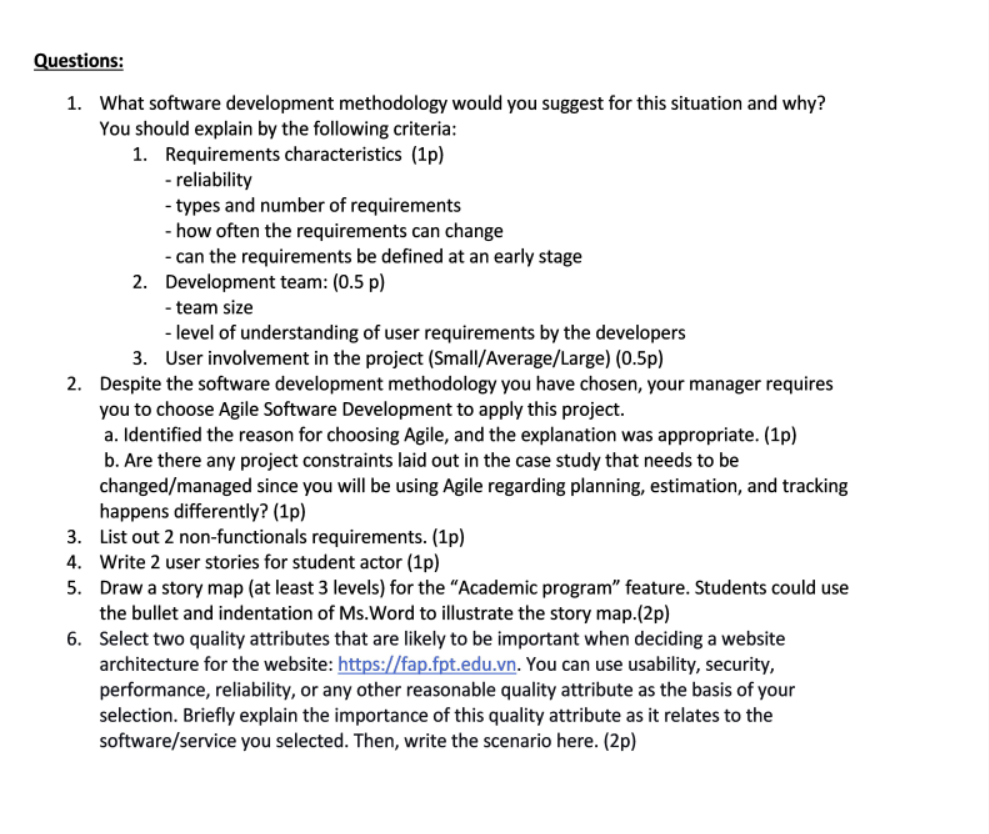 Questions:
1. What software development methodology would you suggest for this situation and why?
You should explain by the following criteria:
1. Requirements characteristics (1p)
- reliability
- types and number of requirements
- how often the requirements can change
- can the requirements be defined at an early stage
2. Development team: (0.5 p)
- team size
- level of understanding of user requirements by the developers
3. User involvement in the project (Small/Average/Large) (0.5p)
2. Despite the software development methodology you have chosen, your manager requires
you to choose Agile Software Development to apply this project.
a. Identified the reason for choosing Agile, and the explanation was appropriate. (1p)
b. Are there any project constraints laid out in the case study that needs to be
changed/managed since you will be using Agile regarding planning, estimation, and tracking
happens differently? (1p)
3. List out 2 non-functionals requirements. (1p)
4. Write 2 user stories for student actor (1p)
5. Draw a story map (at least 3 levels) for the “Academic program” feature. Students could use
the bullet and indentation of Ms.Word to illustrate the story map.(2p)
6. Select two quality attributes that are likely to be important when deciding a website
architecture for the website: https://fap.fpt.edu.vn. You can use usability, security,
performance, reliability, or any other reasonable quality attribute as the basis of your
selection. Briefly explain the importance of this quality attribute as it relates to the
software/service you selected. Then, write the scenario here. (2p)